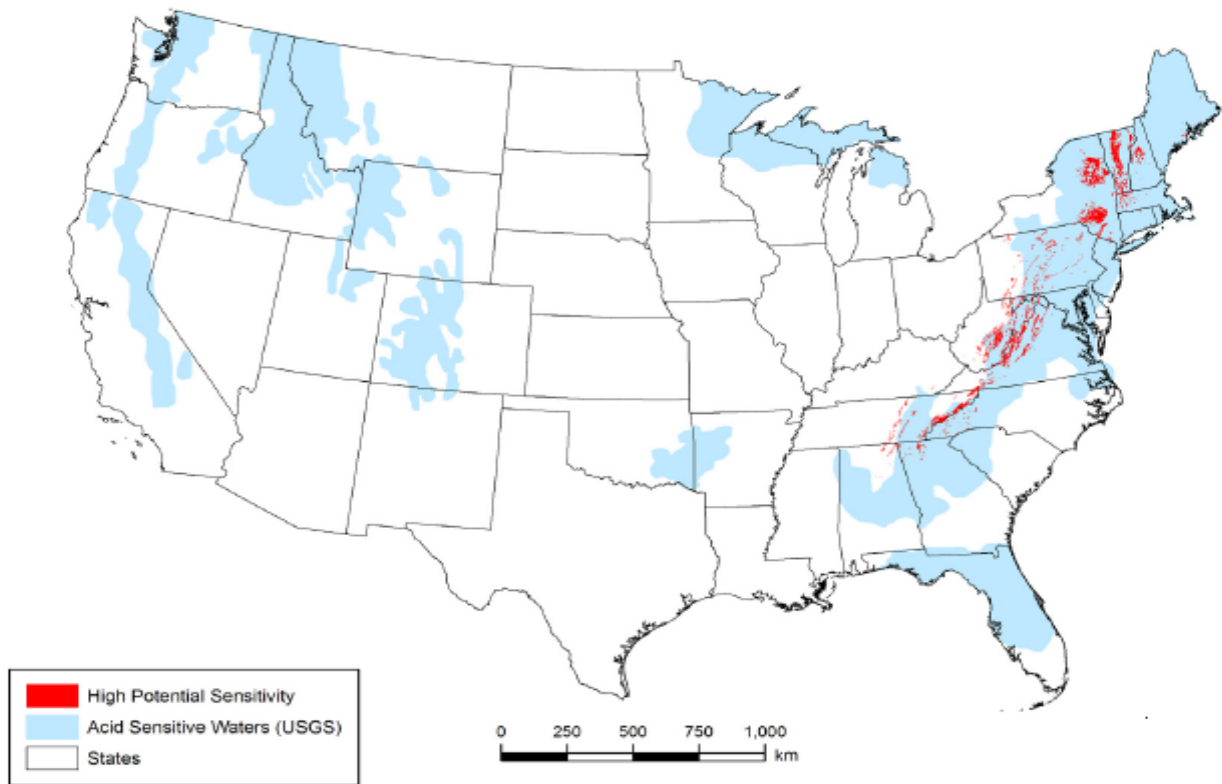 High Potential Sensitivity
Acid Sensitive Waters (USGS)
States
0 250 500 750 1,000
km